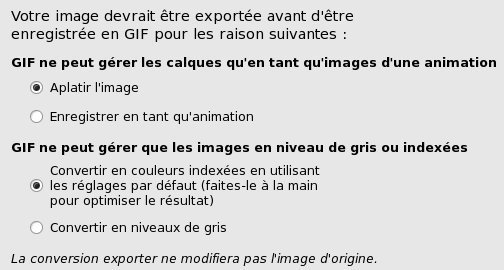 Votre image devrait être exportée avant d'être
enregistrée en GIF pour les raison suivantes :
GIF ne peut gérer les calques qu'en tant qu'images d'une animation
Aplatir l'image
Enregistrer en tant qu'animation
GIF ne peut gérer que les images en niveau de gris ou indexées
Convertir en couleurs indexées en utilisant
les réglages par défaut (faites-le à la main
pour optimiser le résultat)
Convertir en niveaux de gris
La conversion exporter ne modifiera pas l'image d'origine.